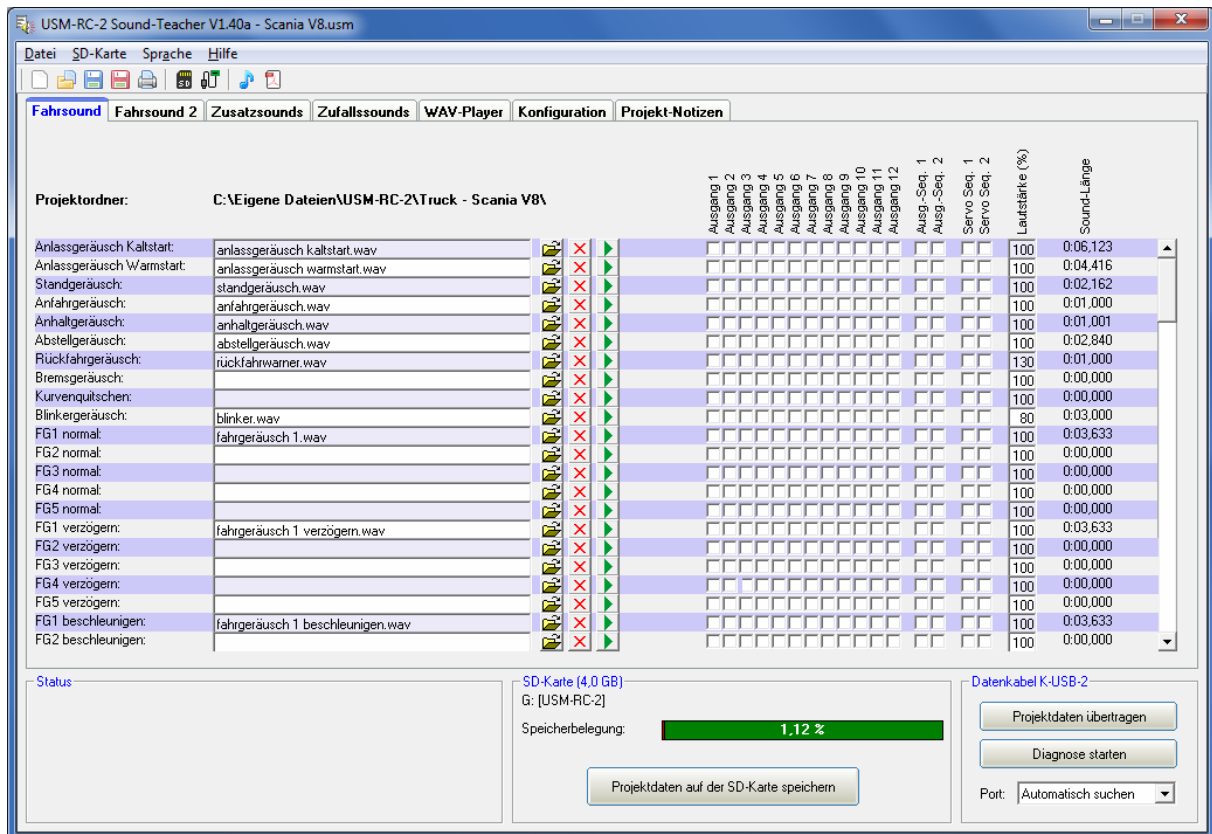 USM-RC-2 Sound-Teacher V1.40a - Scania V8.usm
Datei SD-Karte Sprache Hilfe
Fahrsound Fahrsound 2 Zusatzsounds Zufallssounds WAV-Player Konfiguration Projekt-Notizen
Projektordner: C:\Eigene Dateien\USM-RC-2\Truck - Scania V8\
Ausgang 1
Ausgang 2
Ausgang 3
Ausgang 4
Ausgang 5
Ausgang 6
Ausgang 7
Ausgang 8
Ausgang 9
Ausgang 10
Ausgang 11
Ausgang 12
Ausg.-Seq. 1
Ausg.-Seq. 2
Servo Seq. 1
Servo Seq. 2
Lautstärke (%)
Sound-Länge
Anlassgeräusch Kaltstart: anlassgeräusch kaltstart.wav 100 0:06,123
Anlassgeräusch Warmstart: anlassgeräusch warmstart.wav 100 0:04,416
Standgeräusch: standgeräusch.wav 100 0:02,162
Anfahrgeräusch: anfahrgeräusch.wav 100 0:01,000
Anhaltgeräusch: anhaltgeräusch.wav 100 0:01,001
Abstellgeräusch: abstellgeräusch.wav 100 0:02,840
Rückfahrgeräusch: rückfahrwarner.wav 130 0:01,000
Bremsgeräusch: 100 0:00,000
Kurvenquitschen: 100 0:00,000
Blinkergeräusch: blinker.wav 80 0:03,000
FG1 normal: fahrgeräusch 1.wav 100 0:03,633
FG2 normal: 100 0:00,000
FG3 normal: 100 0:00,000
FG4 normal: 100 0:00,000
FG5 normal: 100 0:00,000
FG1 verzögern: fahrgeräusch 1 verzögern.wav 100 0:03,633
FG2 verzögern: 100 0:00,000
FG3 verzögern: 100 0:00,000
FG4 verzögern: 100 0:00,000
FG5 verzögern: 100 0:00,000
FG1 beschleunigen: fahrgeräusch 1 beschleunigen.wav 100 0:03,633
FG2 beschleunigen: 100 0:00,000
Status
SD-Karte (4,0 GB)
G: [USM-RC-2]
Speicherbelegung: 1,12 %
Projektdaten auf der SD-Karte speichern
Datenkabel K-USB-2
Projektdaten übertragen
Diagnose starten
Port: Automatisch suchen